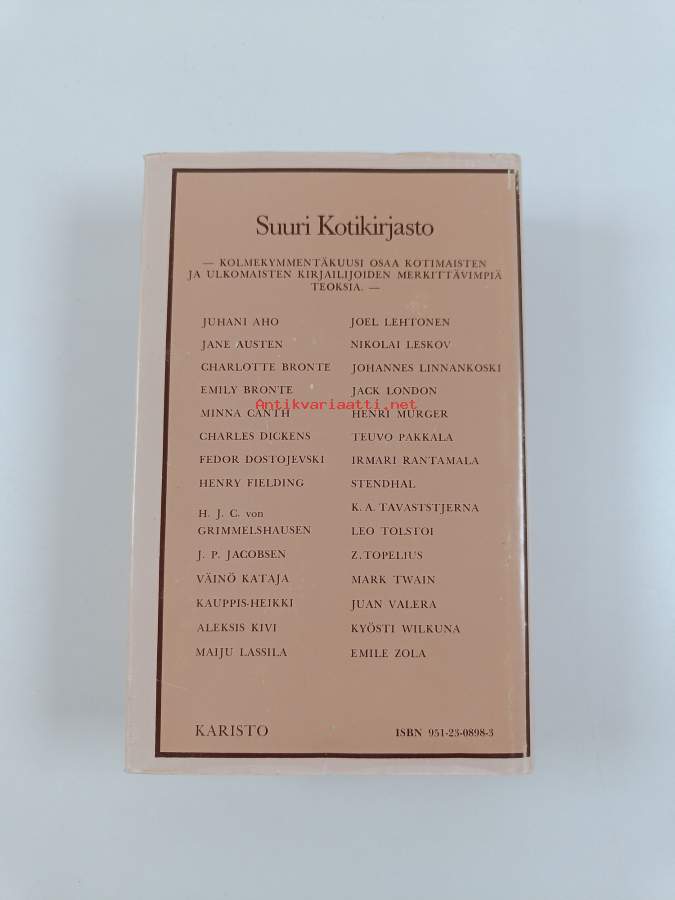 Suuri Kotikirjasto
— KOLMEKYMMENTÄKUUSI OSAA KOTIMAISTEN
JA ULKOMAISTEN KIRJAILIJOIDEN MERKITTÄVIMPIÄ
TEOKSIA. —
JUHANI AHO
JANE AUSTEN
CHARLOTTE BRONTE
EMILY BRONTE
MINNA CANTH
CHARLES DICKENS
FEDOR DOSTOJEVSKI
HENRY FIELDING
H. J. C. von
GRIMMELSHAUSEN
J. P. JACOBSEN
VÄINÖ KATAJA
KAUPPIS-HEIKKI
ALEKSIS KIVI
MAIJU LASSILA
JOEL LEHTONEN
NIKOLAI LESKOV
JOHANNES LINNANKOSKI
JACK LONDON
HENRI MURGER
TEUVO PAKKALA
IRMARI RANTAMALA
STENDHAL
K. A. TAVASTSTJERNA
LEO TOLSTOI
Z. TOPELIUS
MARK TWAIN
JUAN VALERA
KYÖSTI WILKUNA
EMILE ZOLA
Antikvariaatti.net
KARISTO
ISBN 951-23-0898-3